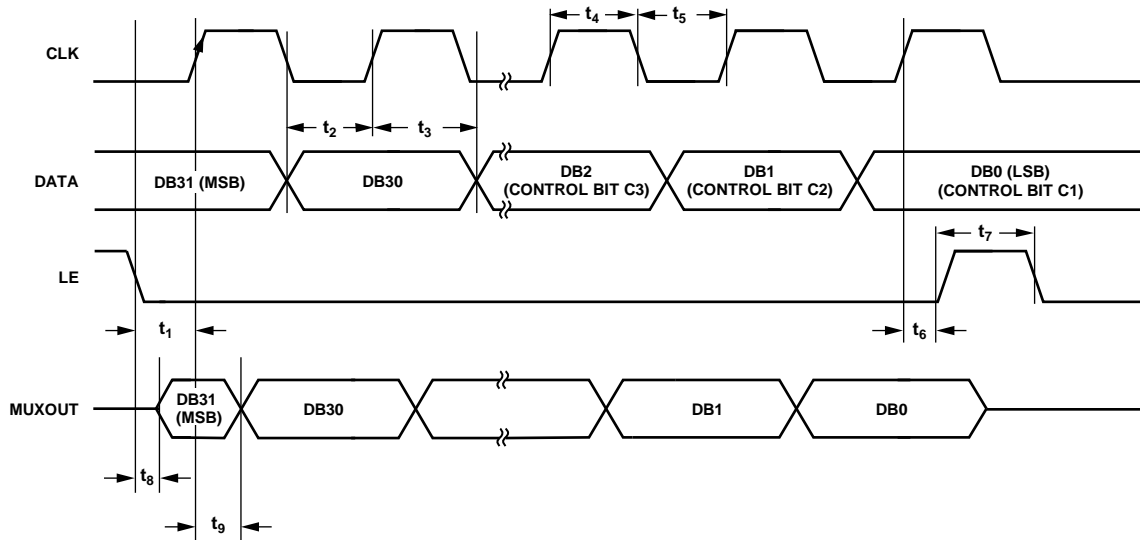 CLK
t4
t5
t2
t3
DATA
DB31 (MSB)
DB30
DB2
(CONTROL BIT C3)
DB1
(CONTROL BIT C2)
DB0 (LSB)
(CONTROL BIT C1)
LE
t7
t1
t6
MUXOUT
DB31
(MSB)
DB30
DB1
DB0
t8
t9